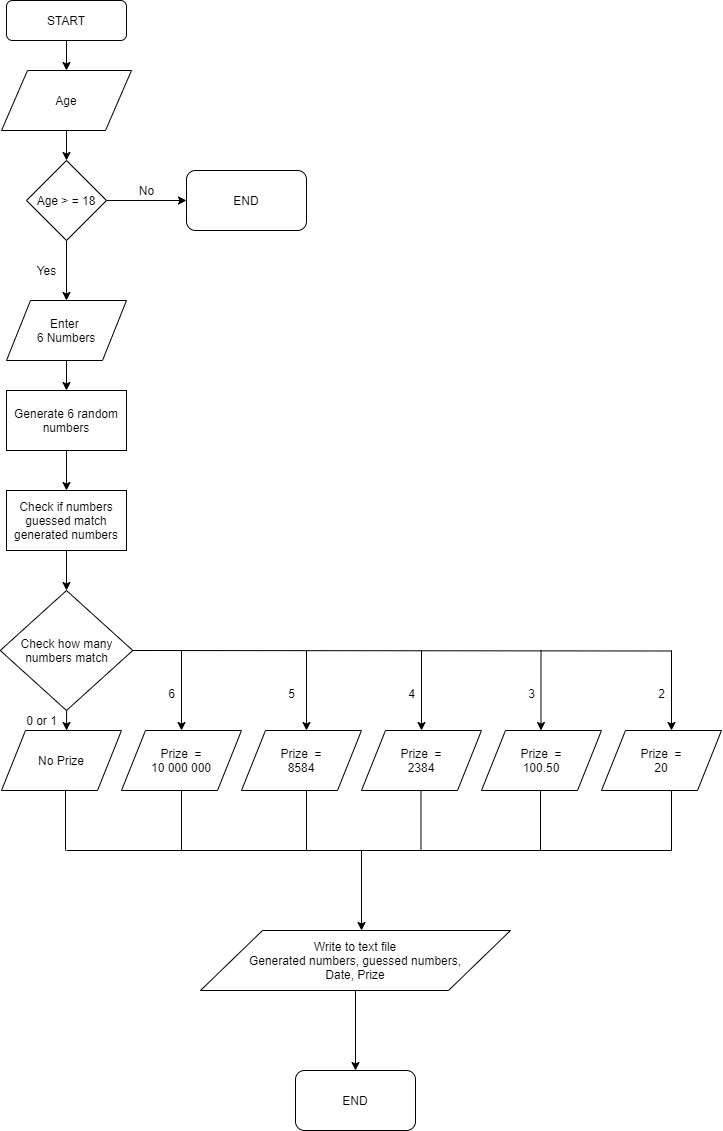 START
Age
Age > = 18
No
END
Yes
Enter
6 Numbers
Generate 6 random
numbers
Check if numbers
guessed match
generated numbers
Check how many
numbers match
0 or 1
6
5
4
3
2
No Prize
Prize =
10 000 000
Prize =
8584
Prize =
2384
Prize =
100.50
Prize =
20
Write to text file
Generated numbers, guessed numbers,
Date, Prize
END